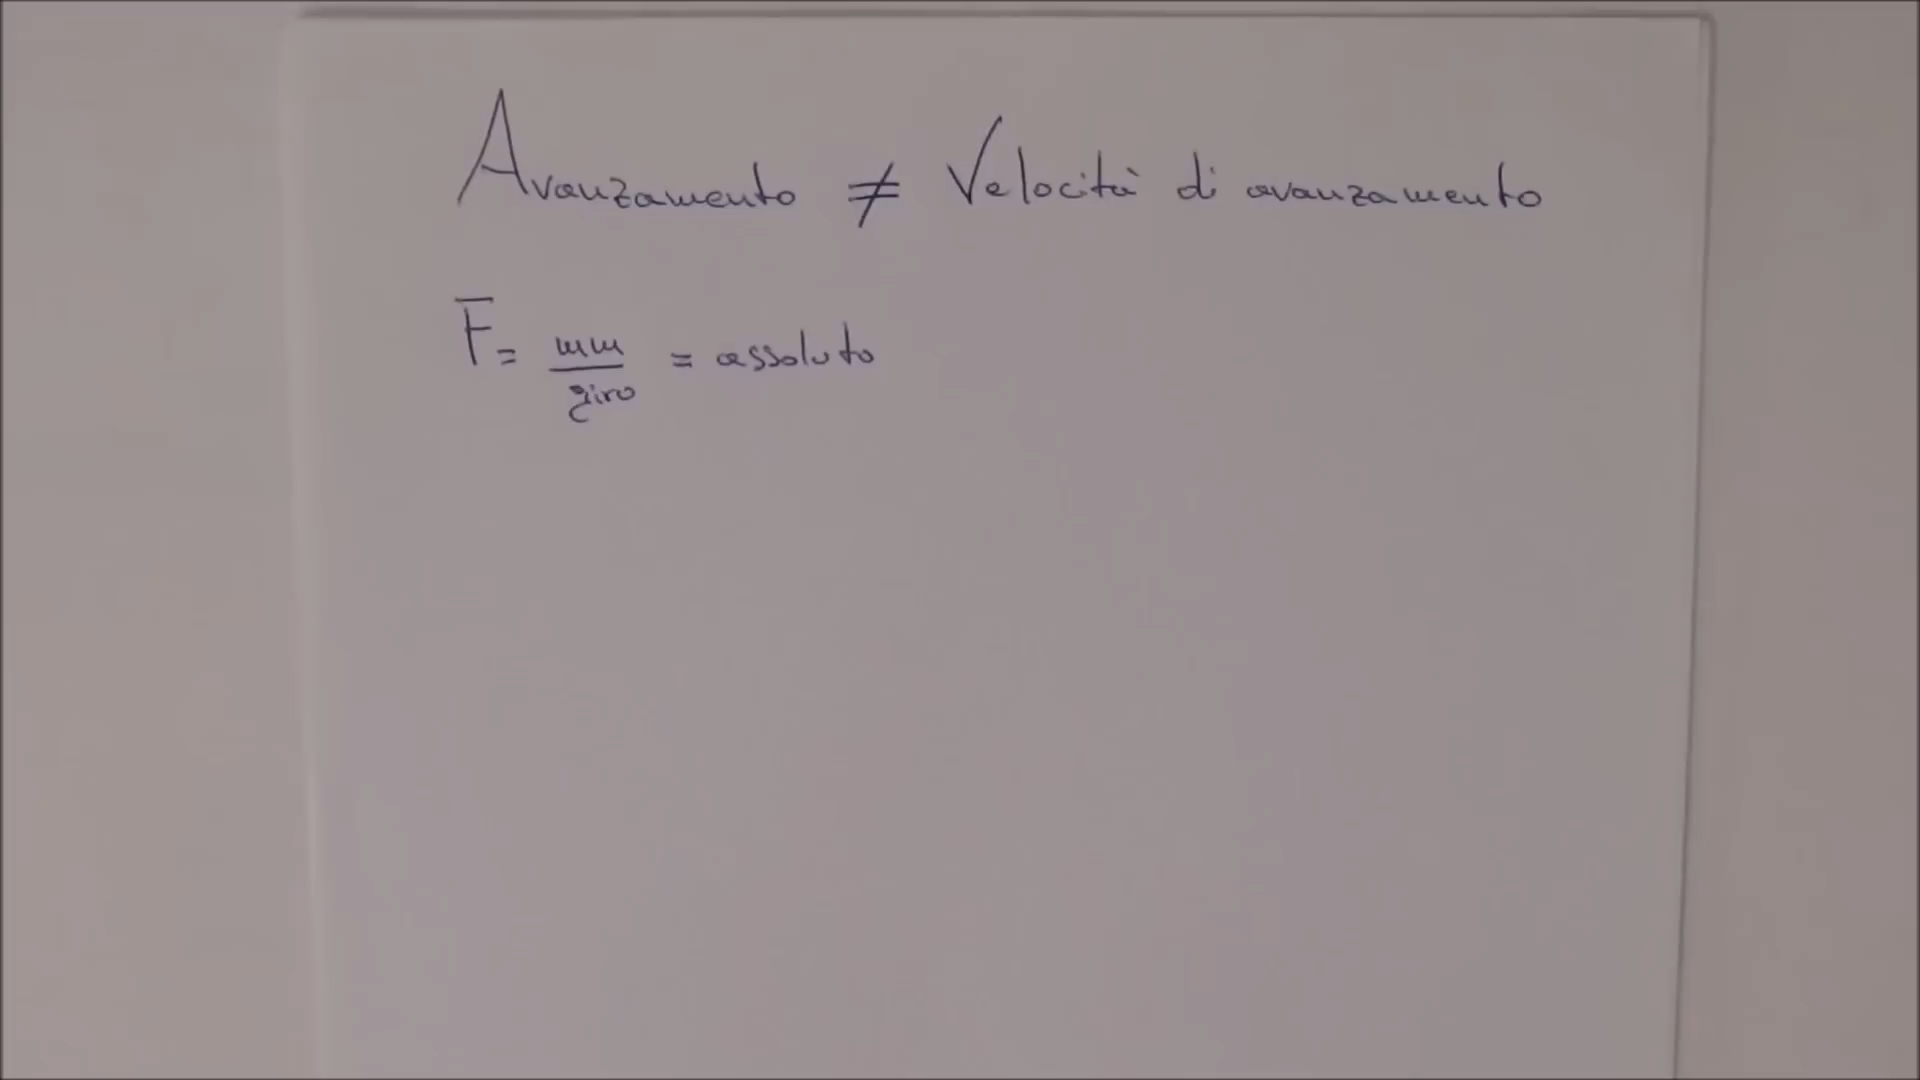 Avanzamento ≠ Velocità di avanzamento
F = mm/giro = assoluto